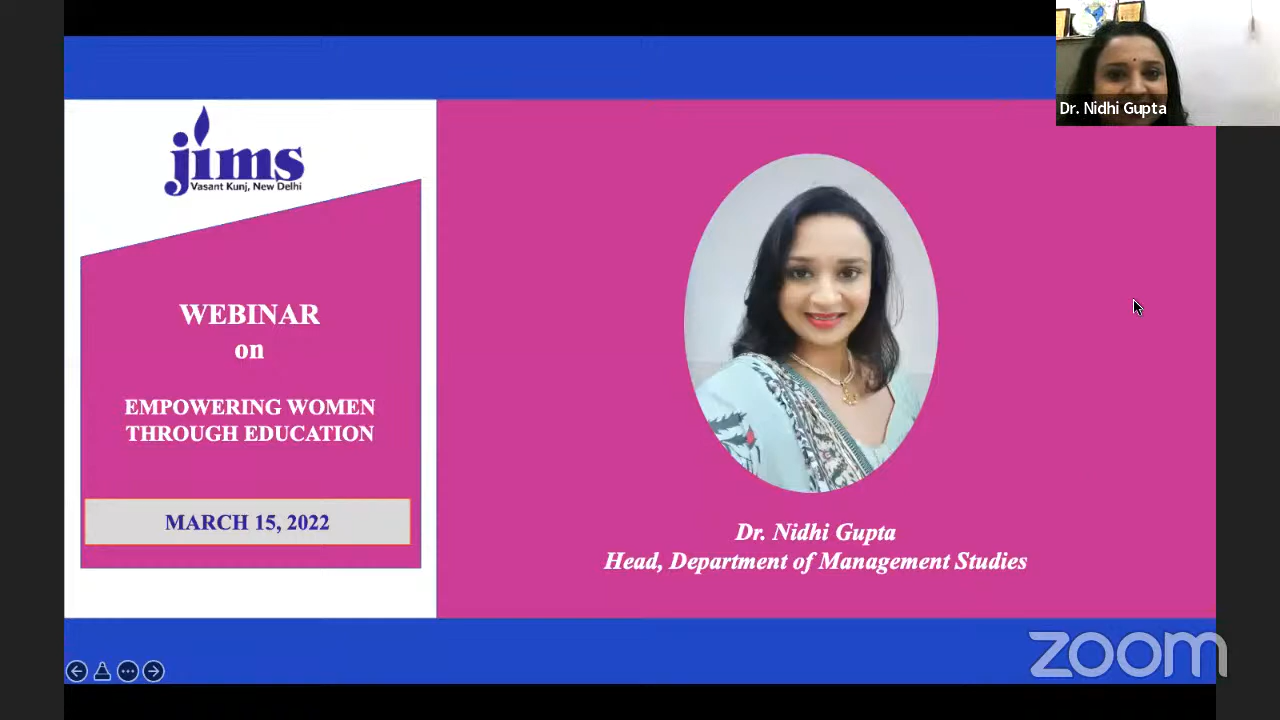 jims
Vasant Kunj, New Delhi
WEBINAR
on
EMPOWERING WOMEN
THROUGH EDUCATION
MARCH 15, 2022
Dr. Nidhi Gupta
Head, Department of Management Studies
Dr. Nidhi Gupta
zoom